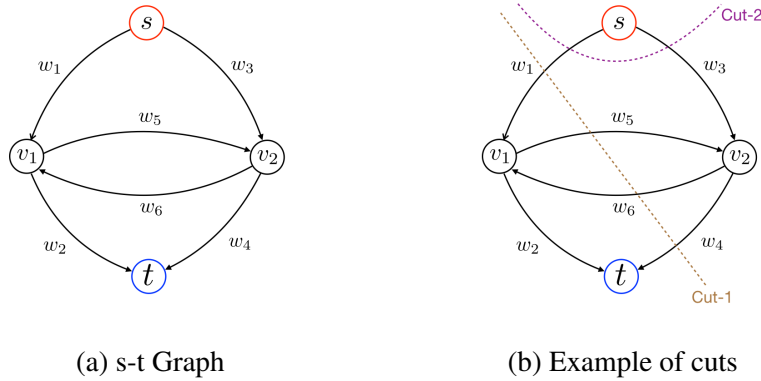 s
w₁
w₃
w₅
v₁
v₂
w₆
w₂
w₄
t
(a) s-t Graph
s
Cut-2
w₁
w₃
w₅
v₁
v₂
w₆
w₂
w₄
t
Cut-1
(b) Example of cuts